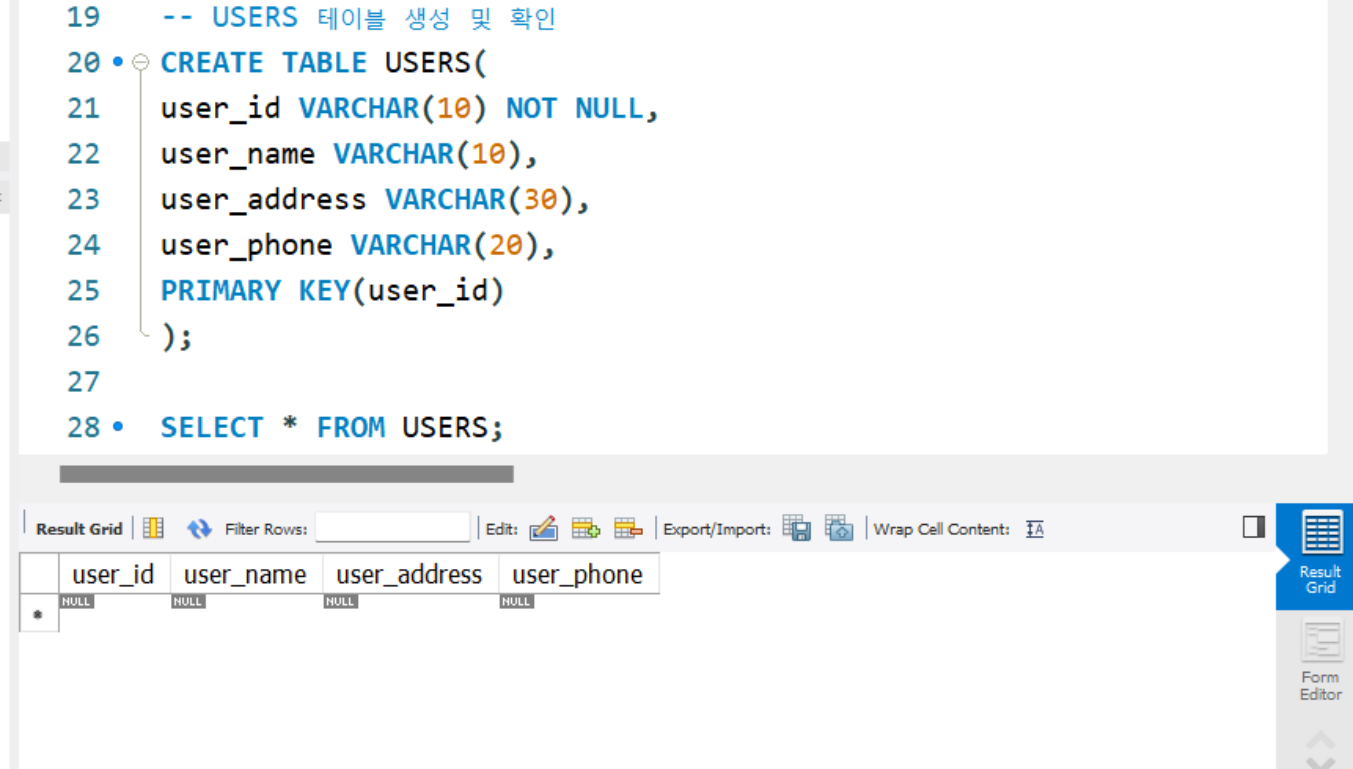 19 -- USERS 테이블 생성 및 확인
20 CREATE TABLE USERS(
21 user_id VARCHAR(10) NOT NULL,
22 user_name VARCHAR(10),
23 user_address VARCHAR(30),
24 user_phone VARCHAR(20),
25 PRIMARY KEY(user_id)
26 );
27
28 SELECT * FROM USERS;
Result Grid Filter Rows: Edit: Export/Import: Wrap Cell Content: IA
user_id user_name user_address user_phone
* NULL NULL NULL NULL
Result
Grid
Form
Editor